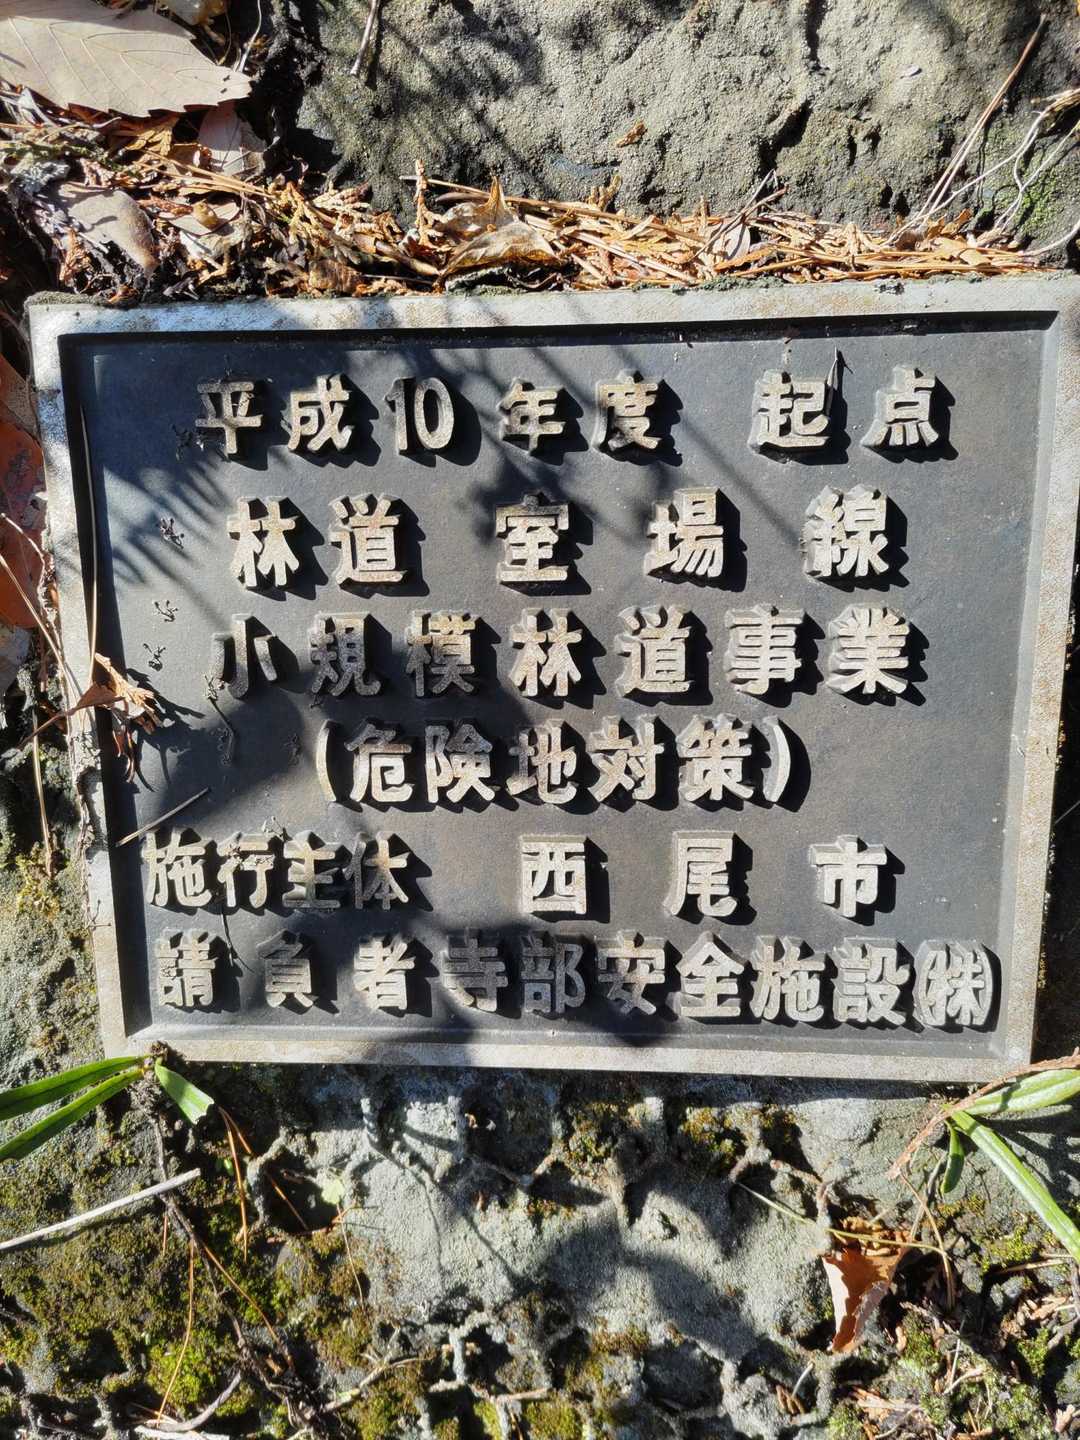 平成10年度 起点
林道 室場線
小規模林道事業
(危険地対策)
施行主体 西尾市
請負者 寺部安全施設㈱